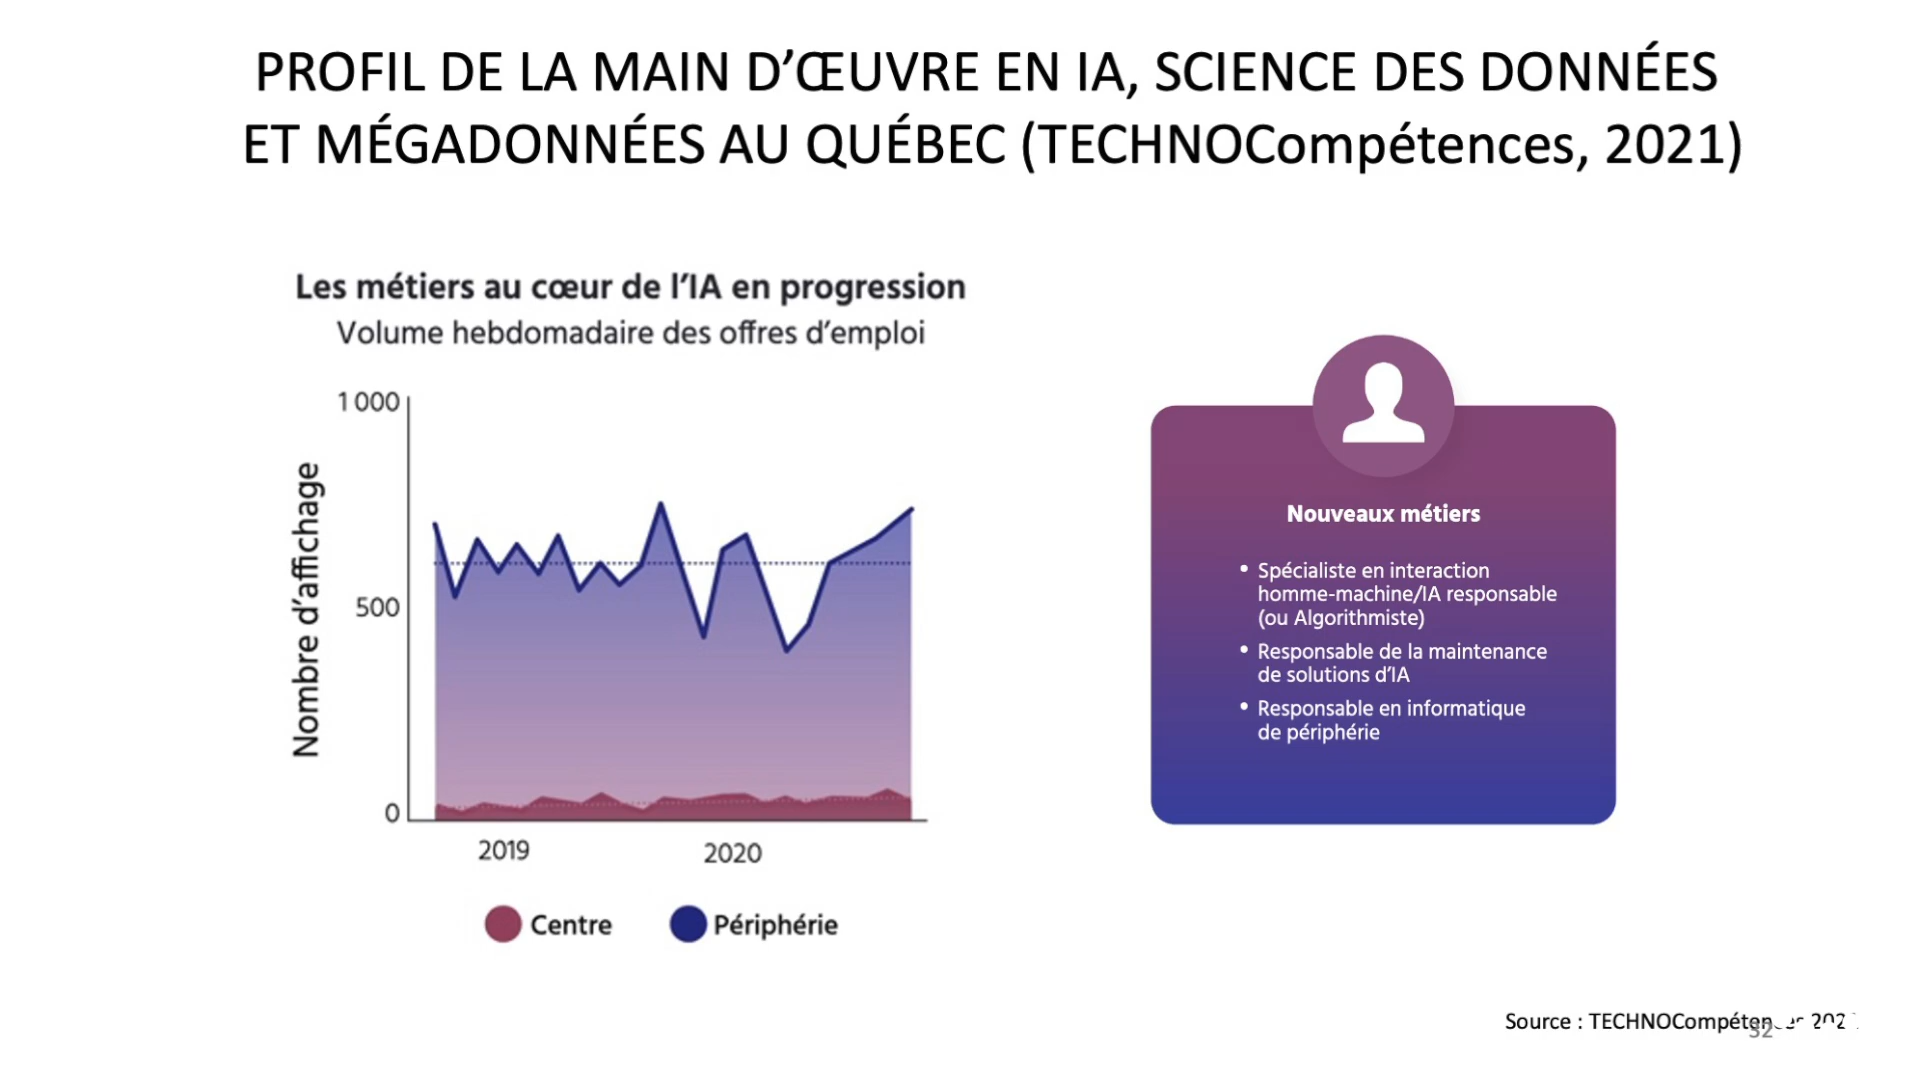 PROFIL DE LA MAIN D’ŒUVRE EN IA, SCIENCE DES DONNÉES
ET MÉGADONNÉES AU QUÉBEC (TECHNOCompétences, 2021)
Les métiers au cœur de l’IA en progression
Volume hebdomadaire des offres d’emploi
Nombre d’affichage
1 000
500
0
2019
2020
Centre
Périphérie
Nouveaux métiers
• Spécialiste en interaction
homme-machine/IA responsable
(ou Algorithmiste)
• Responsable de la maintenance
de solutions d’IA
• Responsable en informatique
de périphérie
Source :
32